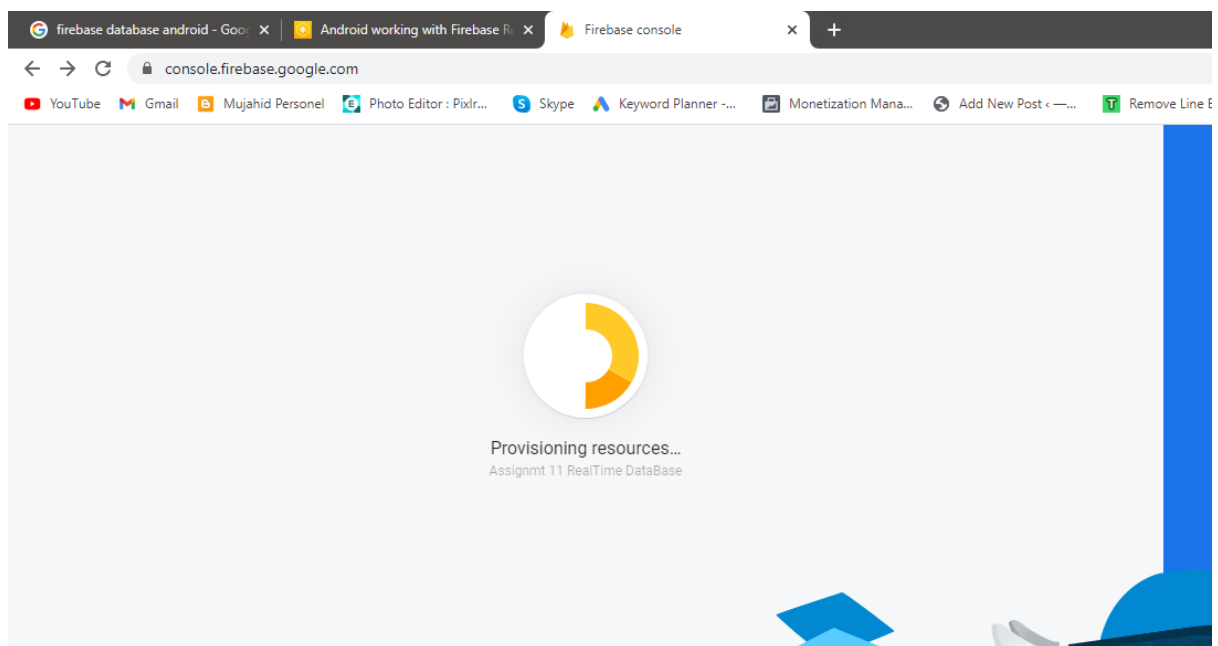 firebase database android - Goo
Android working with Firebase R
Firebase console
console.firebase.google.com
YouTube
Gmail
Mujahid Personel
Photo Editor : Pixlr...
Skype
Keyword Planner -...
Monetization Mana...
Add New Post ‹ —...
Remove Line B
Provisioning resources...
Assignmt 11 RealTime DataBase